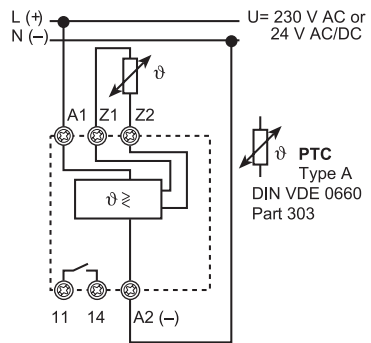 L (+)
N (–)
U= 230 V AC or
24 V AC/DC
ϑ
A1 Z1 Z2
ϑ PTC
Type A
DIN VDE 0660
Part 303
ϑ ≷
11 14 A2 (–)